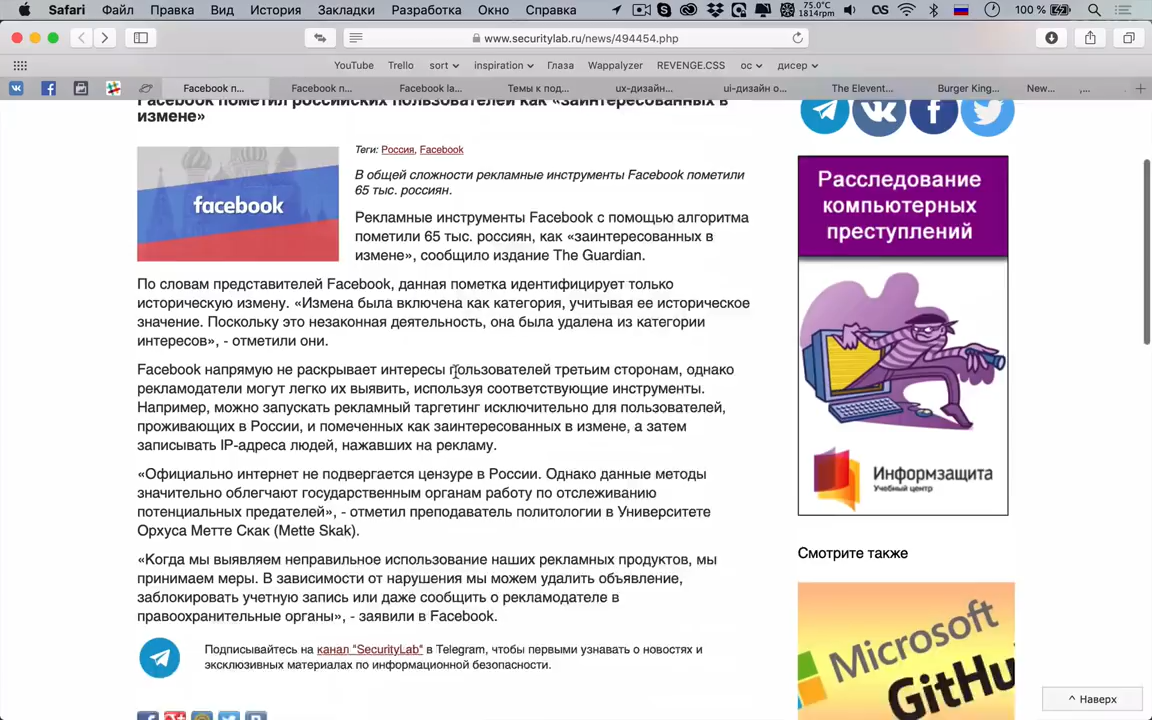 Safari Файл Правка Вид История Закладки Разработка Окно Справка
75.0°C 1814rpm 100 %
www.securitylab.ru/news/494454.php
YouTube Trello sort inspiration Глаза Wappalyzer REVENGE.CSS ос дисер
Facebook п... Facebook п... Facebook la... Темы к под... ux-дизайн... ui-дизайн о... The Elevent... Burger King... New... ,...
Facebook пометил российских пользователей как «заинтересованных в
измене»
Теги: Россия, Facebook
facebook
В общей сложности рекламные инструменты Facebook пометили
65 тыс. россиян.
Рекламные инструменты Facebook с помощью алгоритма
пометили 65 тыс. россиян, как «заинтересованных в
измене», сообщило издание The Guardian.
По словам представителей Facebook, данная пометка идентифицирует только
историческую измену. «Измена была включена как категория, учитывая ее историческое
значение. Поскольку это незаконная деятельность, она была удалена из категории
интересов», - отметили они.
Facebook напрямую не раскрывает интересы пользователей третьим сторонам, однако
рекламодатели могут легко их выявить, используя соответствующие инструменты.
Например, можно запускать рекламный таргетинг исключительно для пользователей,
проживающих в России, и помеченных как заинтересованных в измене, а затем
записывать IP-адреса людей, нажавших на рекламу.
«Официально интернет не подвергается цензуре в России. Однако данные методы
значительно облегчают государственным органам работу по отслеживанию
потенциальных предателей», - отметил преподаватель политологии в Университете
Орхуса Метте Скак (Mette Skak).
«Когда мы выявляем неправильное использование наших рекламных продуктов, мы
принимаем меры. В зависимости от нарушения мы можем удалить объявление,
заблокировать учетную запись или даже сообщить о рекламодателе в
правоохранительные органы», - заявили в Facebook.
Подписывайтесь на канал "SecurityLab" в Telegram, чтобы первыми узнавать о новостях и
эксклюзивных материалах по информационной безопасности.
Расследование
компьютерных
преступлений
Информзащита
Учебный центр
Смотрите также
Microsoft
GitHu
^ Наверх